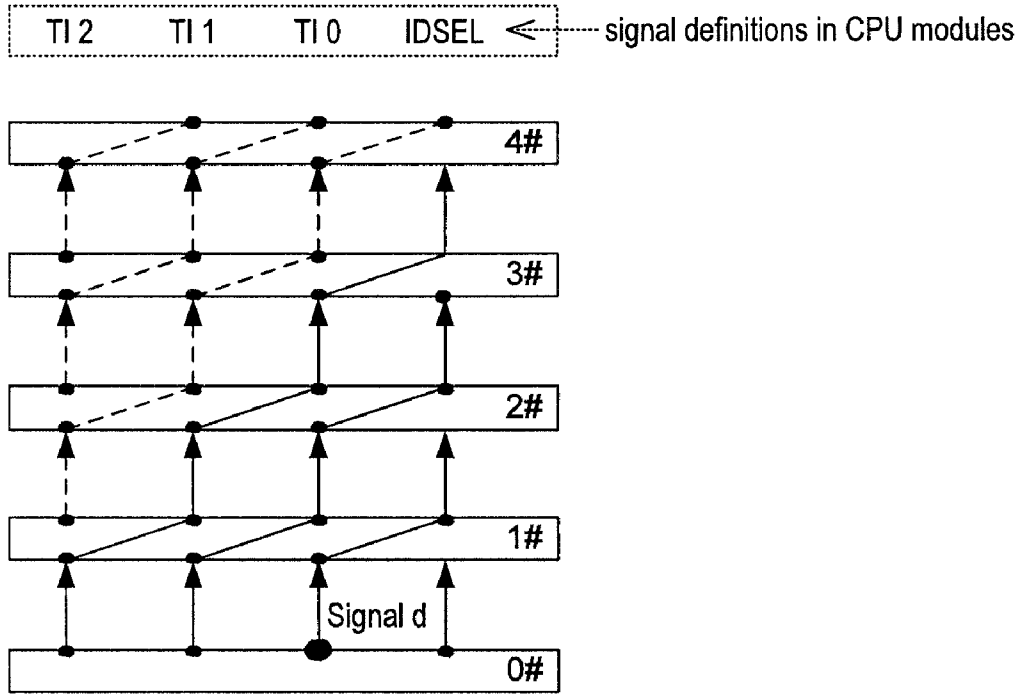 TI 2 TI 1 TI 0 IDSEL signal definitions in CPU modules
4#
3#
2#
1#
Signal d
0#